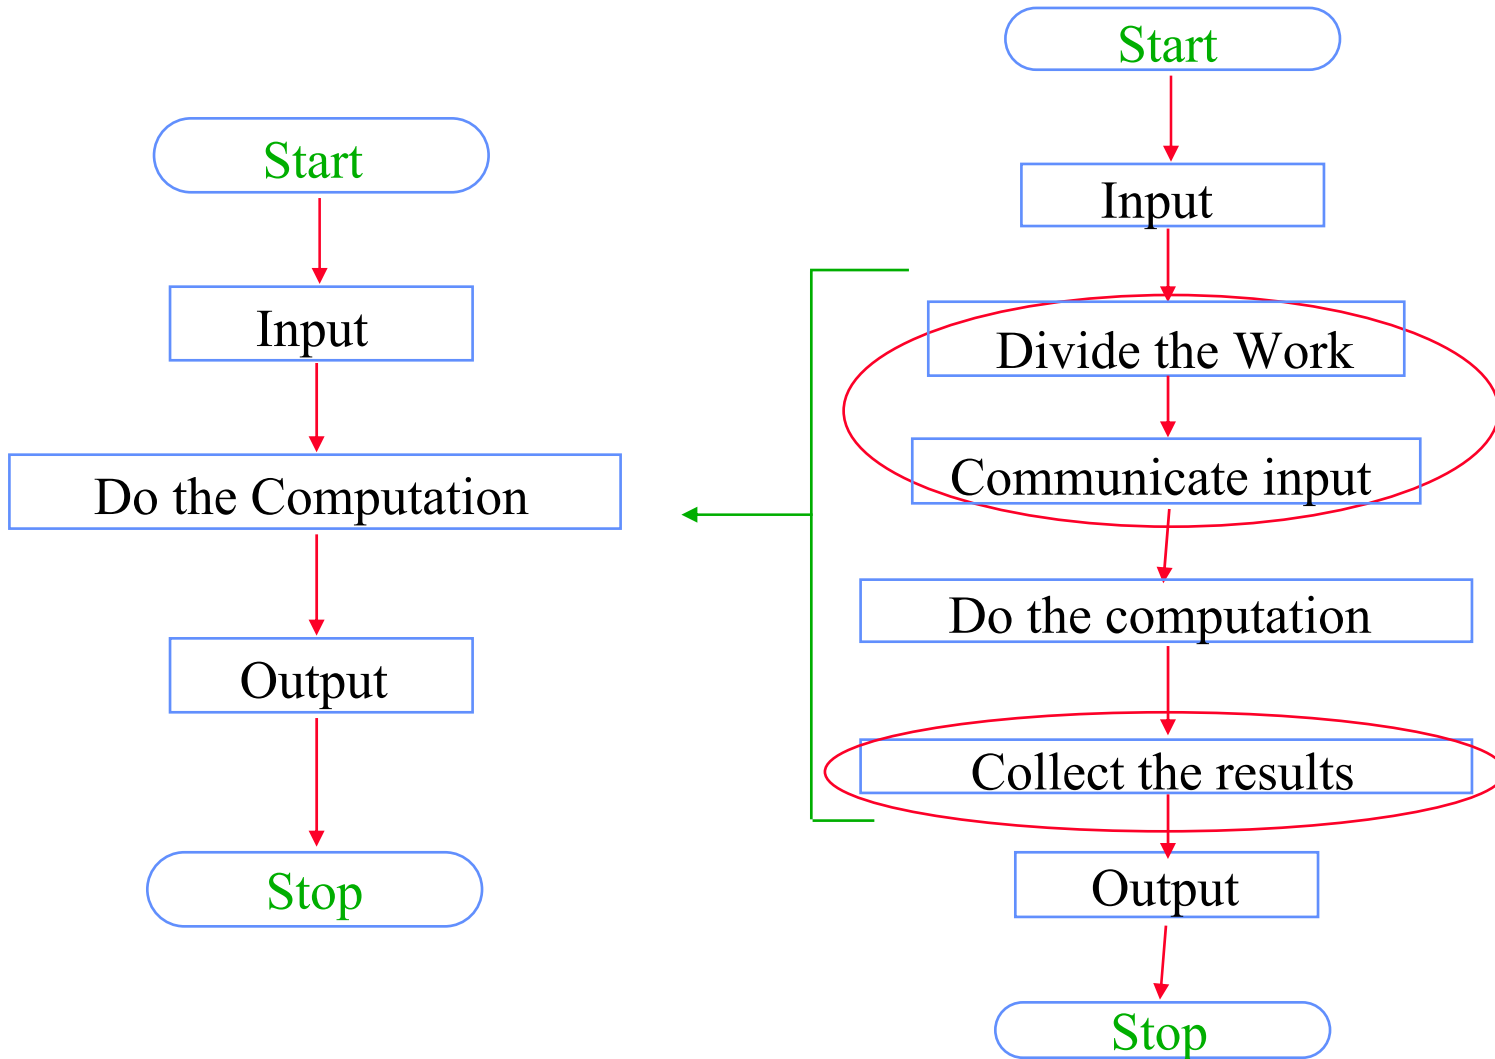 Start
Input
Do the Computation
Output
Stop
Start
Input
Divide the Work
Communicate input
Do the computation
Collect the results
Output
Stop